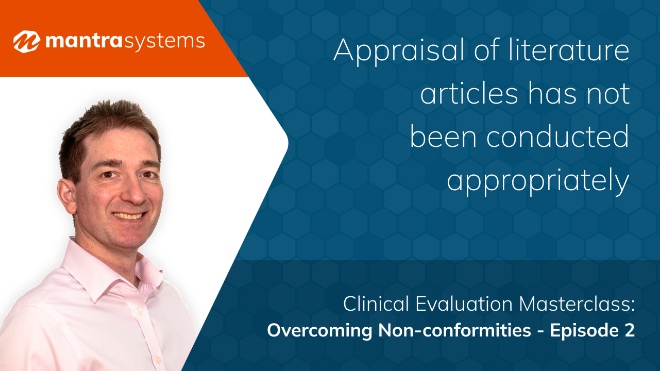 mantrasystems
Appraisal of literature
articles has not
been conducted
appropriately
Clinical Evaluation Masterclass:
Overcoming Non-conformities - Episode 2